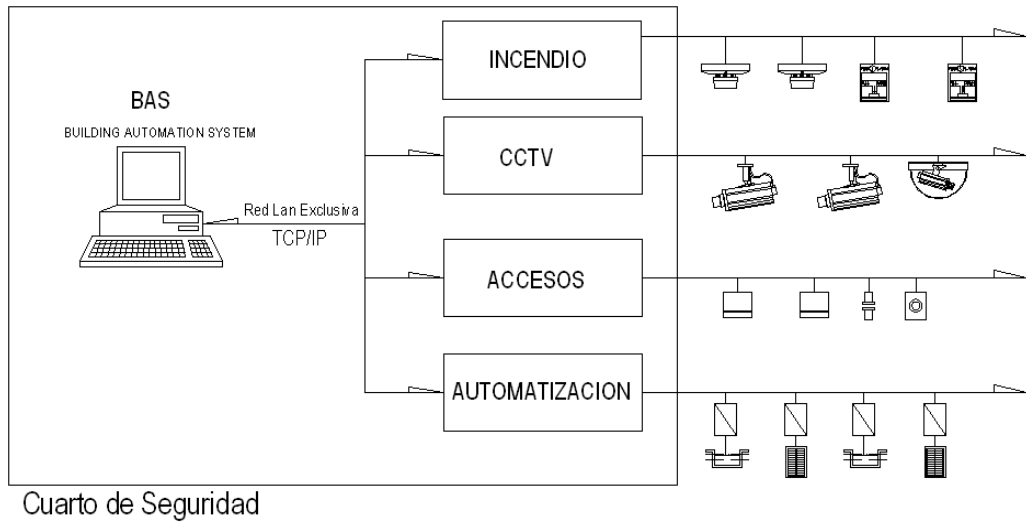 INCENDIO
BAS
BUILDING AUTOMATION SYSTEM
CCTV
Red Lan Exclusiva
TCP/IP
ACCESOS
AUTOMATIZACION
Cuarto de Seguridad